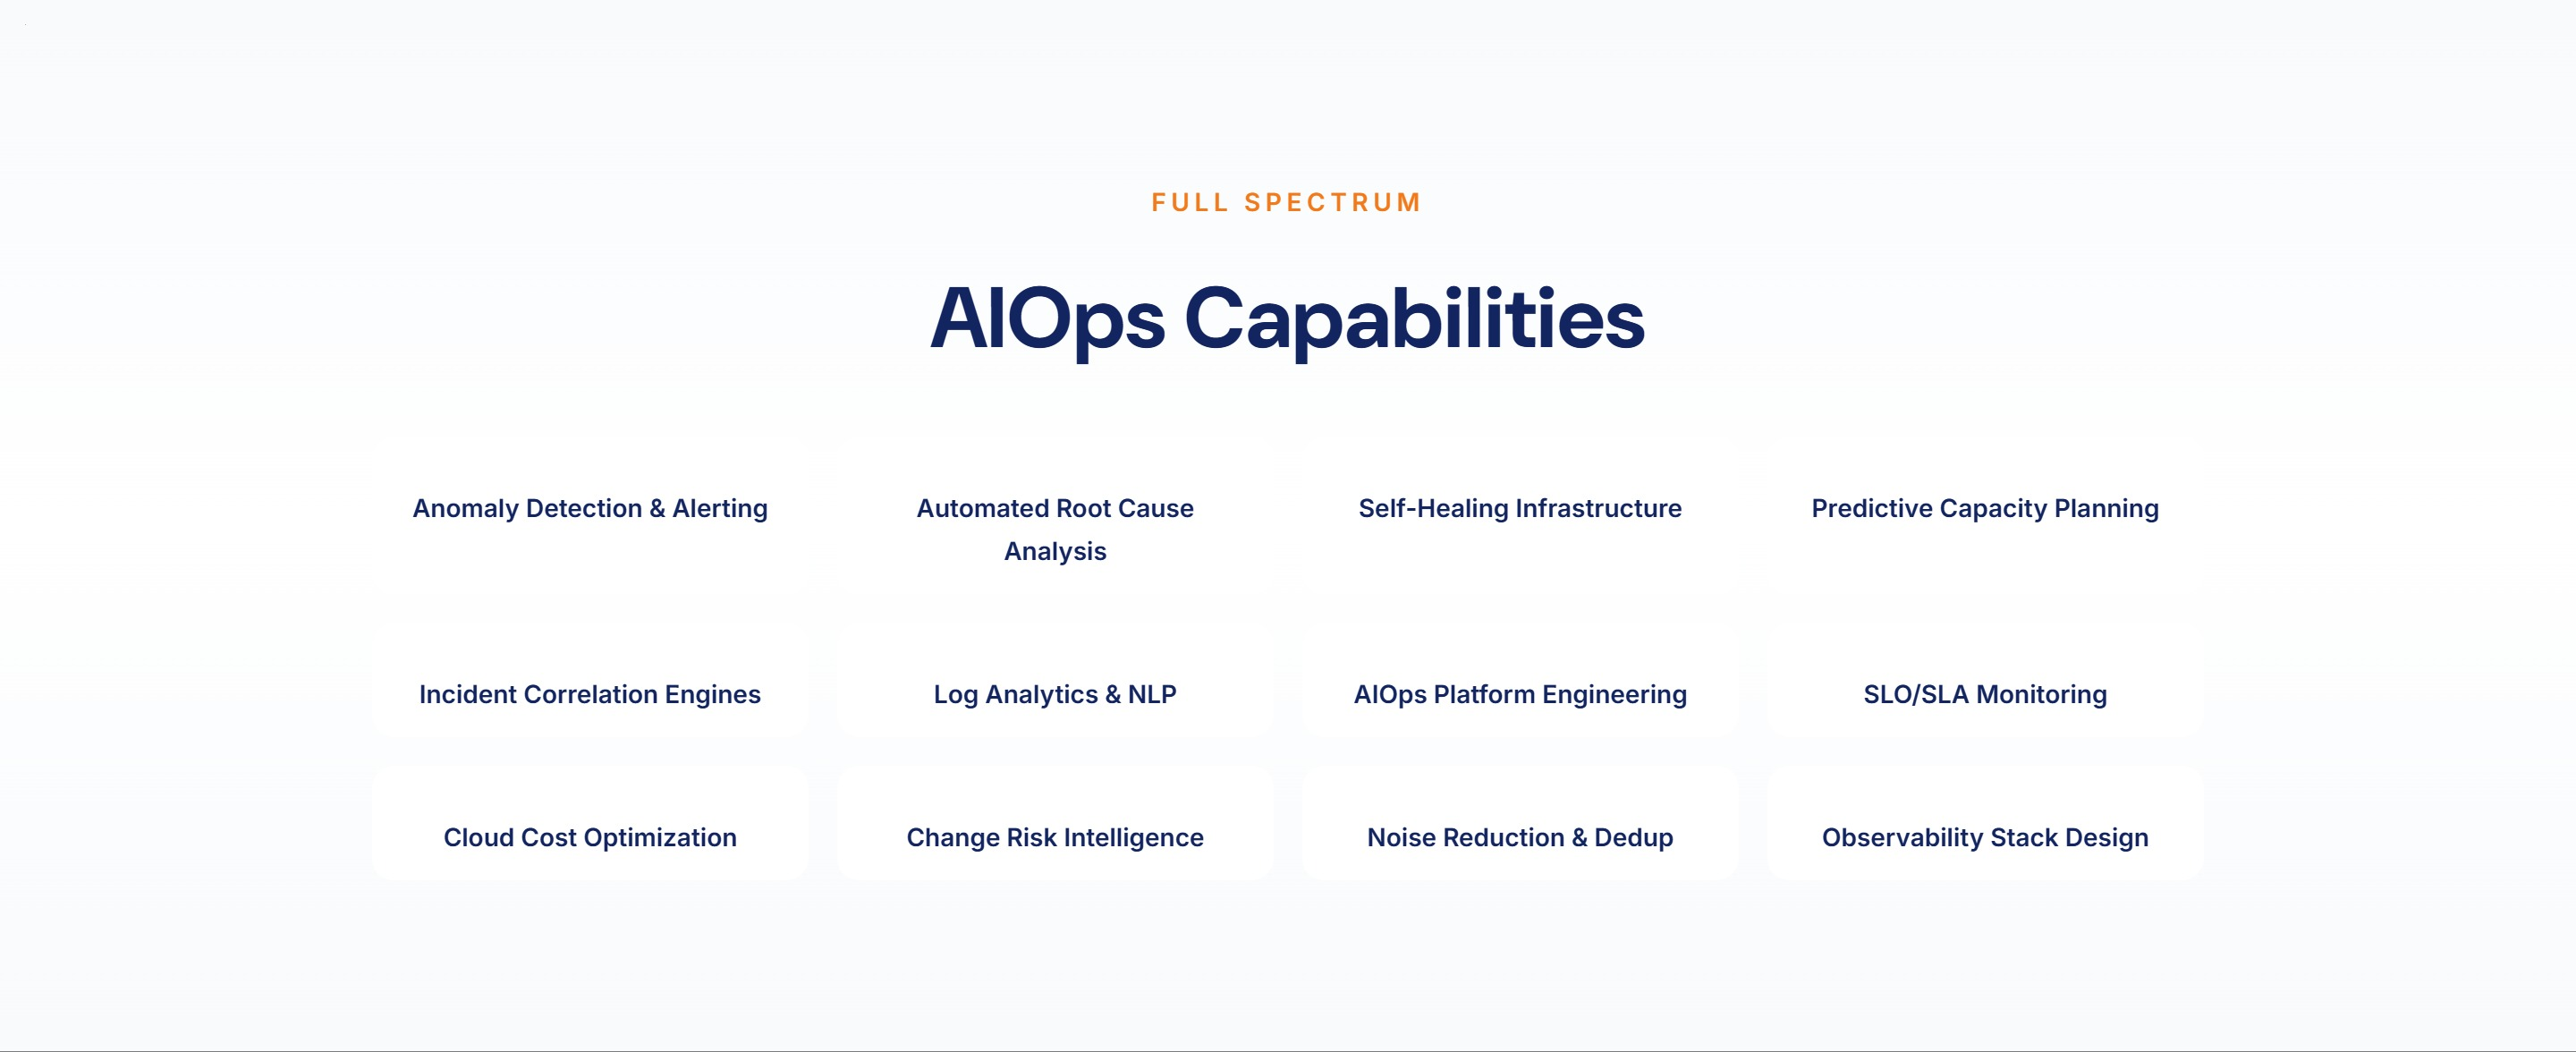 FULL SPECTRUM
AIOps Capabilities
Anomaly Detection & Alerting
Automated Root Cause
Analysis
Self-Healing Infrastructure
Predictive Capacity Planning
Incident Correlation Engines
Log Analytics & NLP
AIOps Platform Engineering
SLO/SLA Monitoring
Cloud Cost Optimization
Change Risk Intelligence
Noise Reduction & Dedup
Observability Stack Design